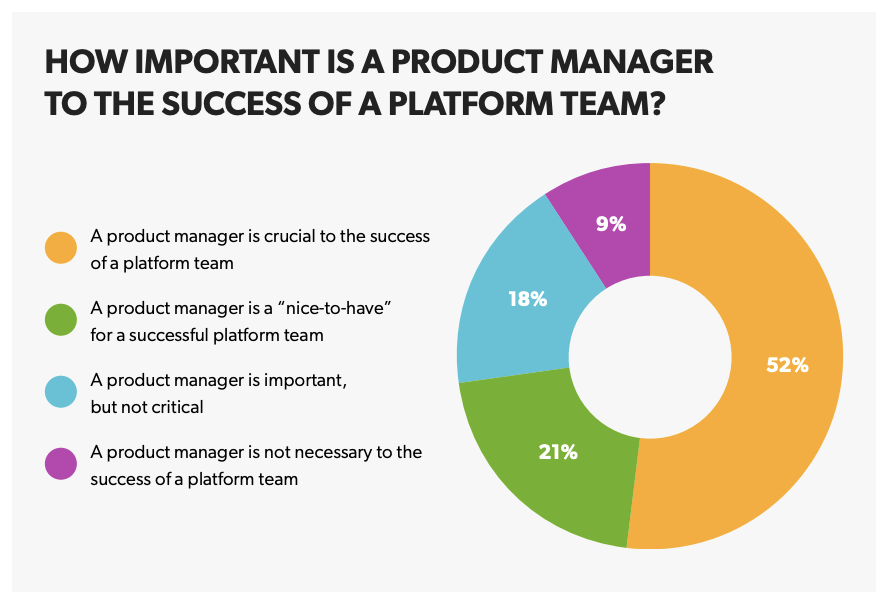 HOW IMPORTANT IS A PRODUCT MANAGER
TO THE SUCCESS OF A PLATFORM TEAM?
A product manager is crucial to the success
of a platform team
A product manager is a “nice-to-have”
for a successful platform team
A product manager is important,
but not critical
A product manager is not necessary to the
success of a platform team
9%
18%
52%
21%